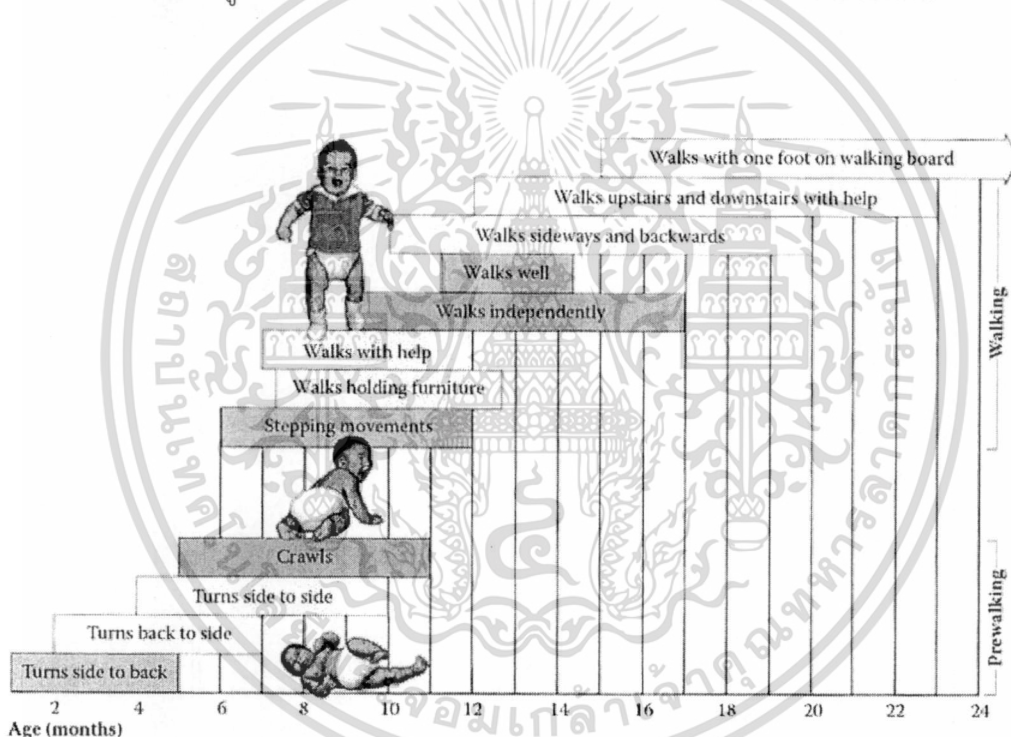 Walks with one foot on walking board
Walks upstairs and downstairs with help
Walks sideways and backwards
Walks well
Walks independently
Walks with help
Walks holding furniture
Stepping movements
Crawls
Turns side to side
Turns back to side
Turns side to back
Walking
Prewalking
2 4 6 8 10 12 14 16 18 20 22 24
Age (months)